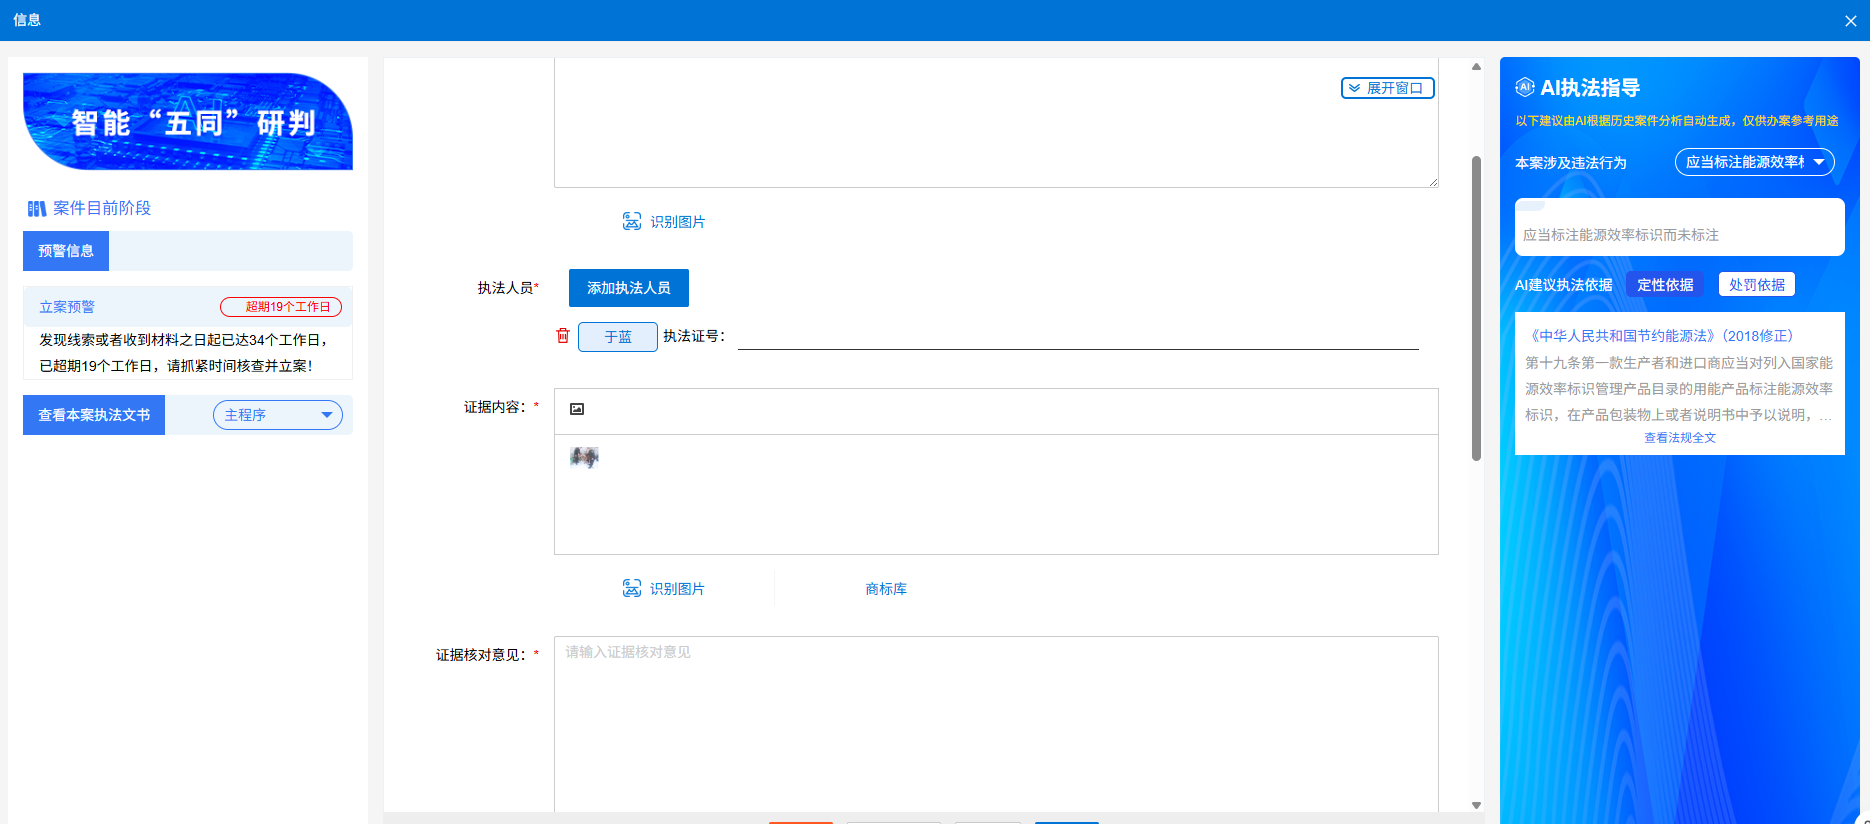 信息
智能“五同”研判
案件目前阶段
预警信息
立案预警
超期19个工作日
发现线索或者收到材料之日起已达34个工作日，
已超期19个工作日，请抓紧时间核查并立案！
查看本案执法文书
主程序
展开窗口
识别图片
执法人员*
添加执法人员
于蓝
执法证号：
证据内容：*
识别图片
商标库
证据核对意见：*
请输入证据核对意见
AI执法指导
以下建议由AI根据历史案件分析自动生成，仅供办案参考用途
本案涉及违法行为
应当标注能源效率
应当标注能源效率标识而未标注
AI建议执法依据
定性依据
处罚依据
《中华人民共和国节约能源法》（2018修正）
第十九条第一款生产者和进口商应当对列入国家能
源效率标识管理产品目录的用能产品标注能源效率
标识，在产品包装物上或者说明书中予以说明，...
查看法规全文